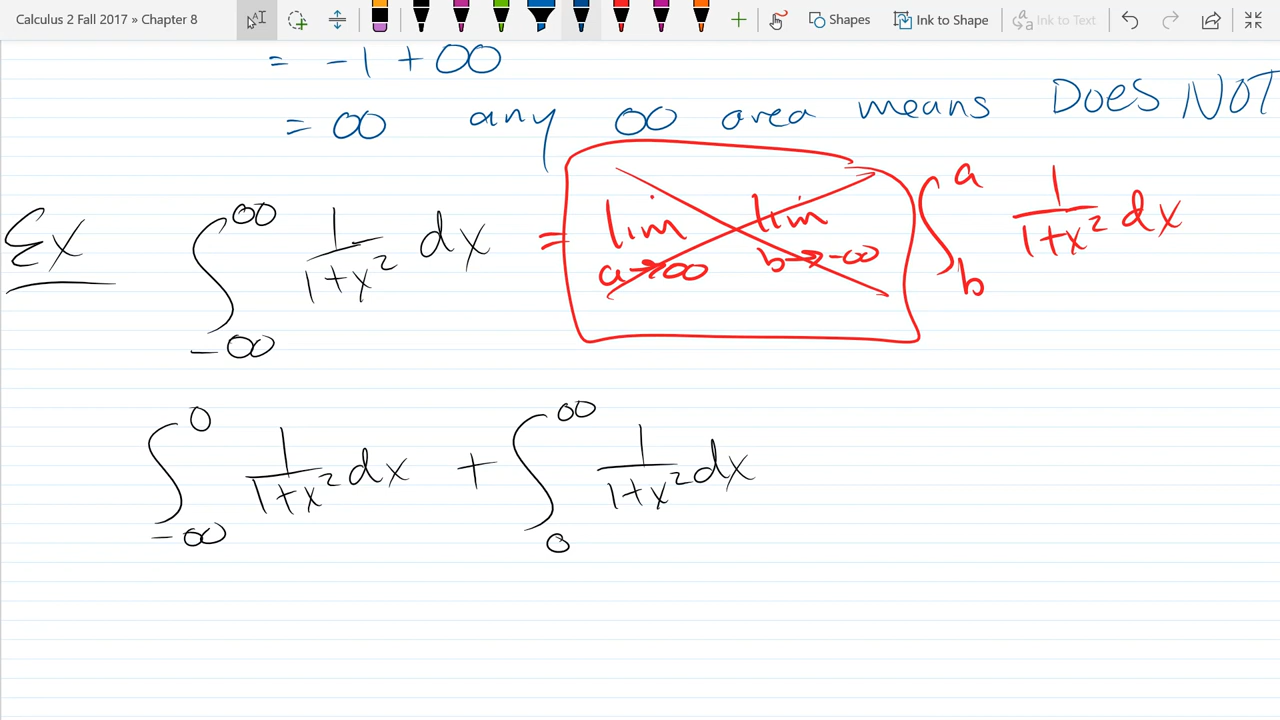 Calculus 2 Fall 2017 » Chapter 8 Shapes Ink to Shape Ink to Text
= -1 + ∞
= ∞ any ∞ area means DOES NOT
Ex ∫_{-∞}^{∞} 1/(1+x²) dx = lim_{a→∞} lim_{b→-∞} ∫_b^a 1/(1+x²) dx
∫_{-∞}^{0} 1/(1+x²) dx + ∫_0^{∞} 1/(1+x²) dx